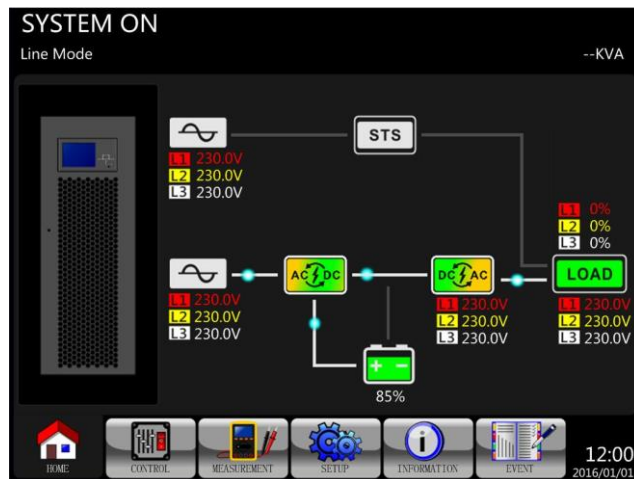 SYSTEM ON
Line Mode
--KVA
STS
L1 230.0V
L2 230.0V
L3 230.0V
L1 0%
L2 0%
L3 0%
AC DC
DC AC
LOAD
L1 230.0V
L2 230.0V
L3 230.0V
L1 230.0V
L2 230.0V
L3 230.0V
L1 230.0V
L2 230.0V
L3 230.0V
+ -
85%
HOME
CONTROL
MEASUREMENT
SETUP
INFORMATION
EVENT
12:00
2016/01/01